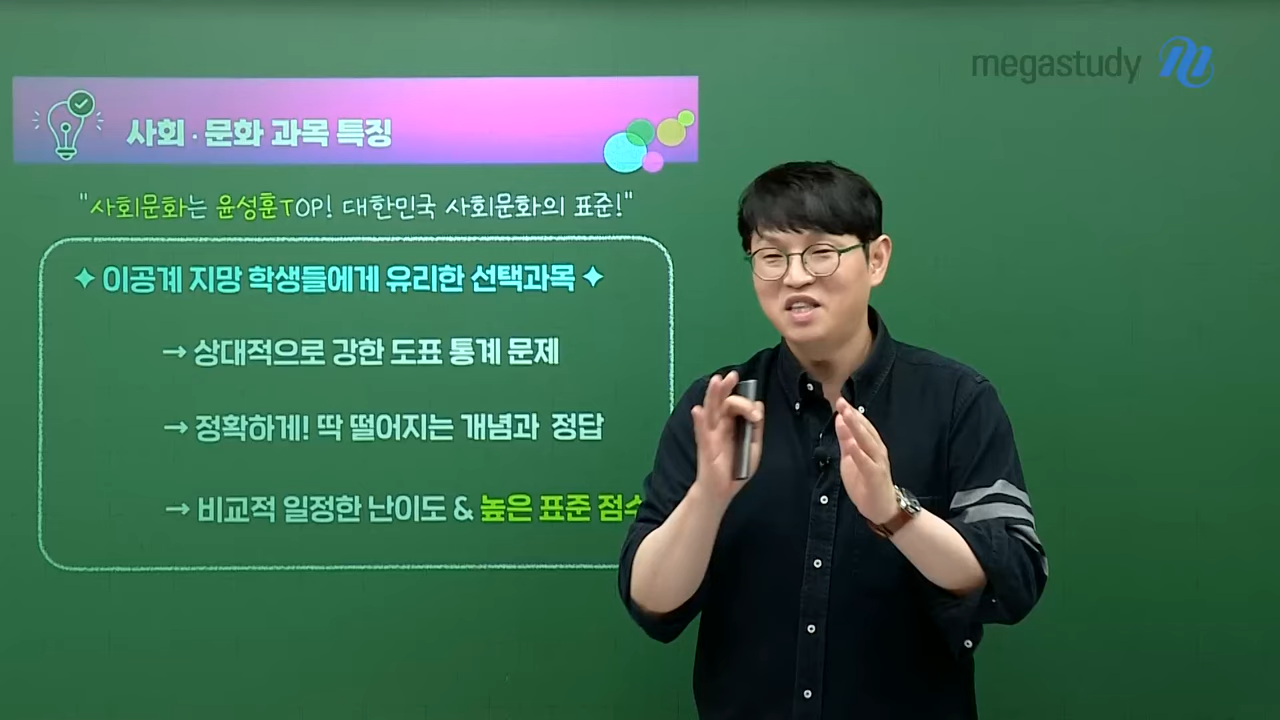 megastudy
사회·문화 과목 특징
"사회문화는 윤성훈TOP! 대한민국 사회문화의 표준!"
✦ 이공계 지망 학생들에게 유리한 선택과목 ✦
→ 상대적으로 강한 도표 통계 문제
→ 정확하게! 딱 떨어지는 개념과 정답
→ 비교적 일정한 난이도 & 높은 표준 점수